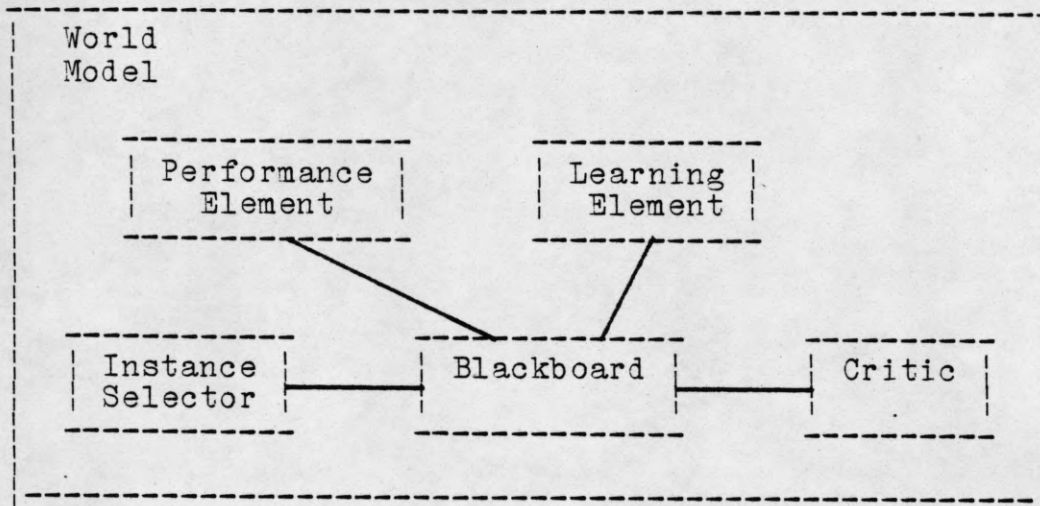 World
Model
Performance
Element
Learning
Element
Instance
Selector
Blackboard
Critic